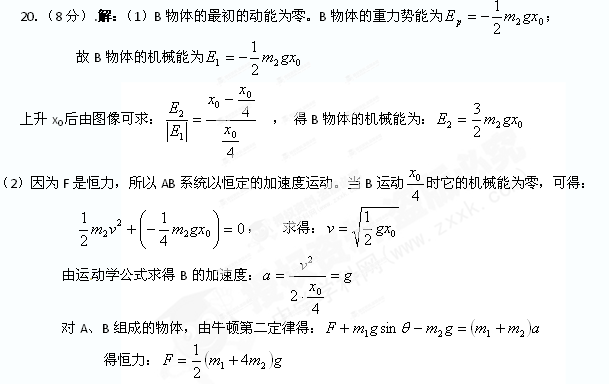 20.（8分）.解：（1）B 物体的最初的动能为零。B 物体的重力势能为 $E_p=-\frac{1}{2}m_2gx_0$；
故 B 物体的机械能为 $E_1=-\frac{1}{2}m_2gx_0$
上升 x₀后由图像可求：$\frac{E_2}{|E_1|}=\frac{x_0-\frac{x_0}{4}}{\frac{x_0}{4}}$ ，得 B 物体的机械能为：$E_2=\frac{3}{2}m_2gx_0$
（2）因为 F 是恒力，所以 AB 系统以恒定的加速度运动。当 B 运动 $\frac{x_0}{4}$ 时它的机械能为零，可得：
$\frac{1}{2}m_2v^2+\left(-\frac{1}{4}m_2gx_0\right)=0$， 求得：$v=\sqrt{\frac{1}{2}gx_0}$
由运动学公式求得 B 的加速度：$a=\frac{v^2}{2\cdot\frac{x_0}{4}}=g$
对 A、B 组成的物体，由牛顿第二定律得：$F+m_1g\sin\theta-m_2g=(m_1+m_2)a$
得恒力：$F=\frac{1}{2}(m_1+4m_2)g$